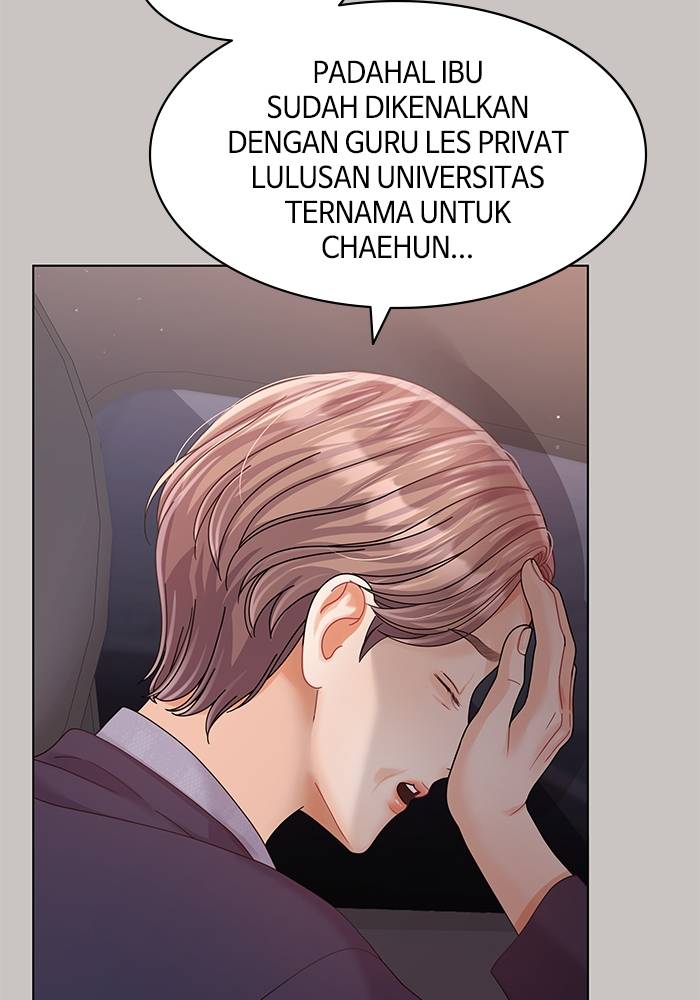 PADAHAL IBU
SUDAH DIKENALKAN
DENGAN GURU LES PRIVAT
LULUSAN UNIVERSITAS
TERNAMA UNTUK
CHAEHUN...